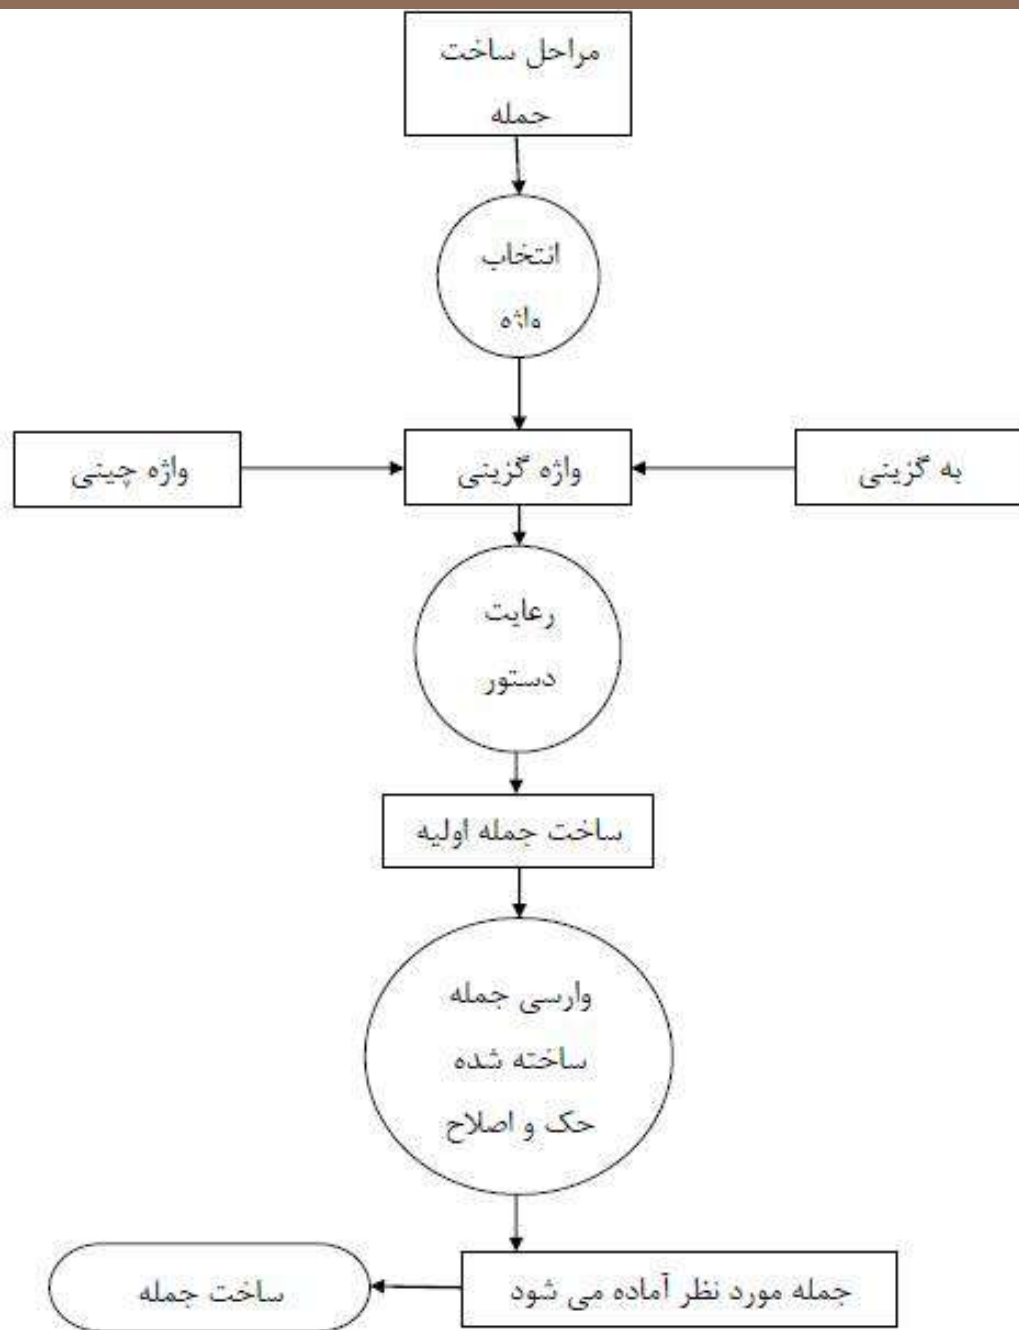 مراحل ساخت
جمله
انتخاب
واژه
به گزینی
واژه گزینی
واژه چینی
رعایت
دستور
ساخت جمله اولیه
وارسی جمله
ساخته شده
حک و اصلاح
جمله مورد نظر آماده می شود
ساخت جمله